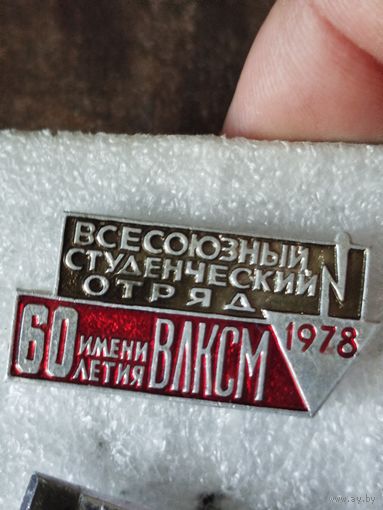 ВСЕСОЮЗНЫЙ
СТУДЕНЧЕСКИЙ
ОТРЯД
60 ИМЕНИ ЛЕТИЯ ВЛКСМ 1978
www.ay.by